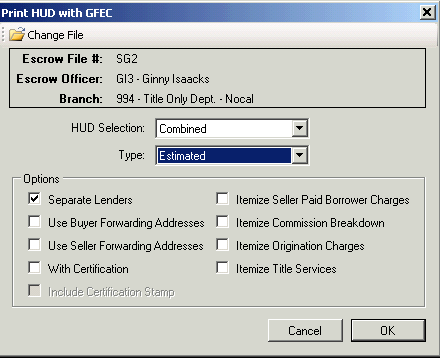 Print HUD with GFEC
Change File
Escrow File #: SG2
Escrow Officer: GI3 - Ginny Isaacks
Branch: 994 - Title Only Dept. - Nocal
HUD Selection: Combined
Type: Estimated
Options
Separate Lenders Itemize Seller Paid Borrower Charges
Use Buyer Forwarding Addresses Itemize Commission Breakdown
Use Seller Forwarding Addresses Itemize Origination Charges
With Certification Itemize Title Services
Include Certification Stamp
Cancel OK